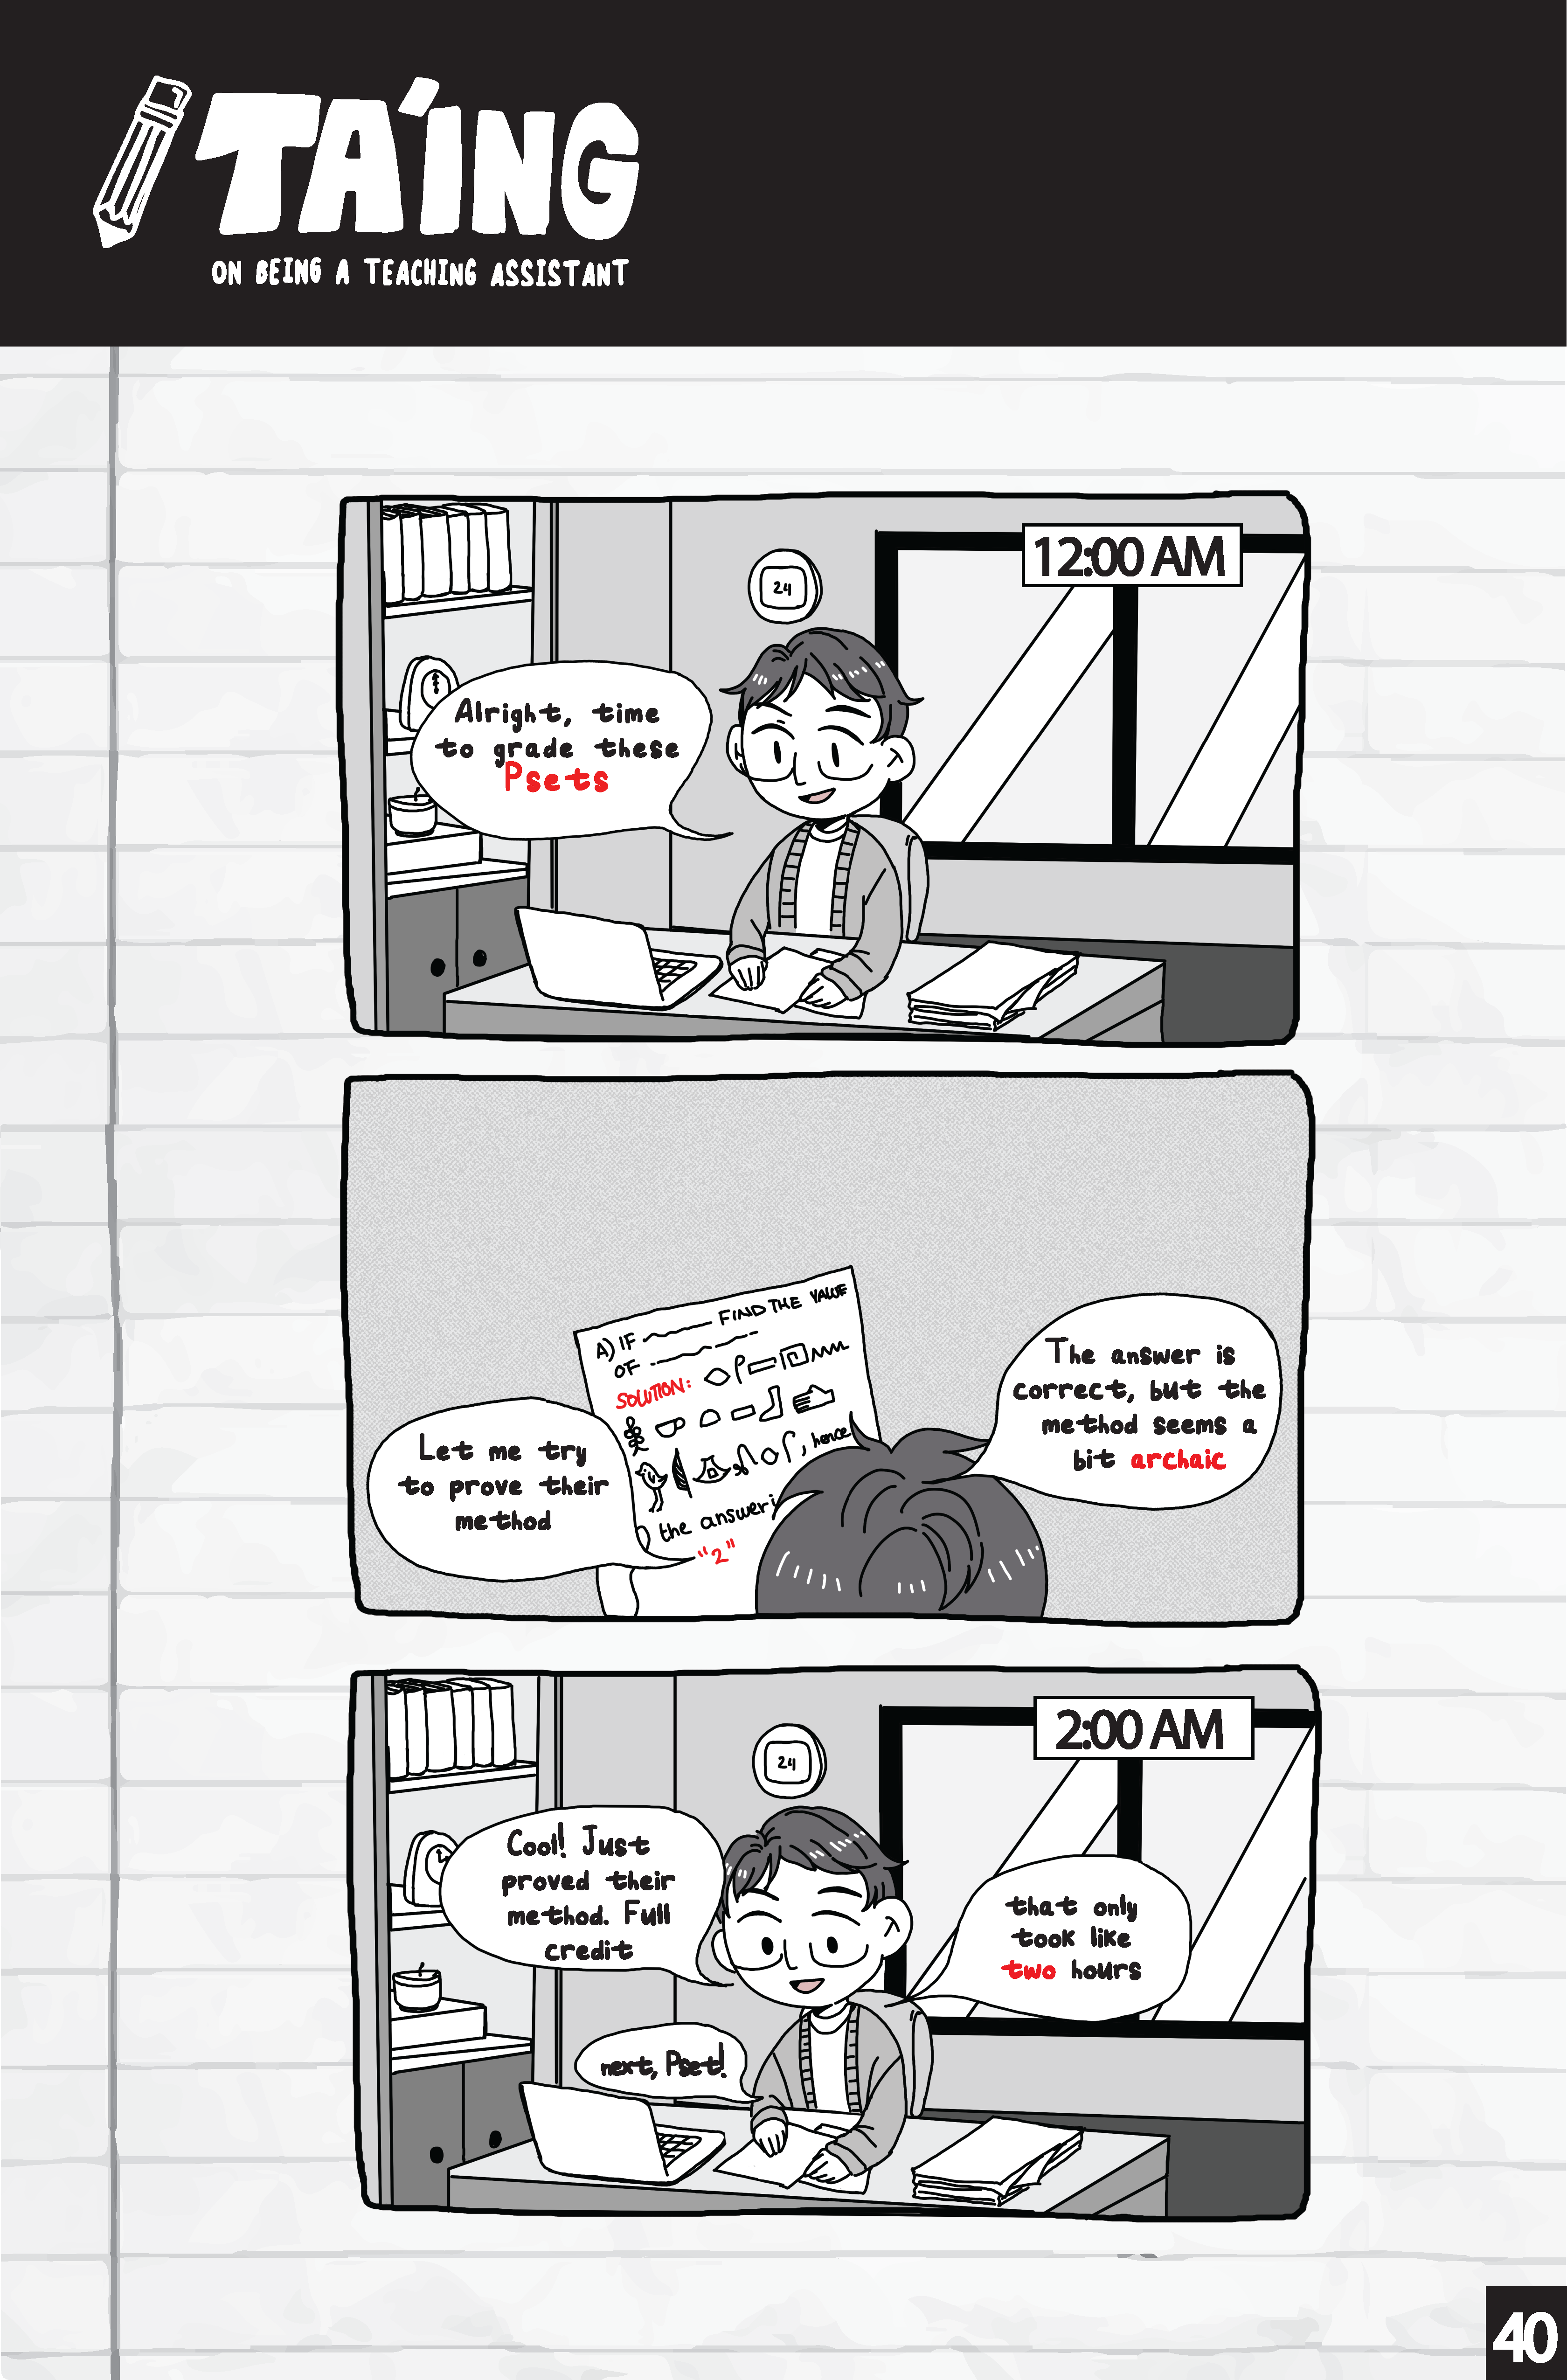 TA'ING
ON BEING A TEACHING ASSISTANT
12:00 AM
24
Alright, time
to grade these
Psets
A) IF FIND THE VALUE
OF
SOLUTION:
, hence
the answer i
"2"
The answer is
correct, but the
method seems a
bit archaic
Let me try
to prove their
method
2:00 AM
24
Cool! Just
proved their
method. Full
credit
that only
took like
two hours
next, Pset!
40